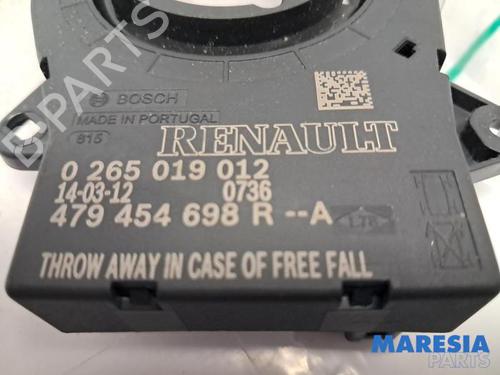 BPARTS
BOSCH
MADE IN PORTUGAL
815
RENAULT
0 265 019 012
14-03-12 0736
479 454 698 R --A
THROW AWAY IN CASE OF FREE FALL
MARESIA
PARTS